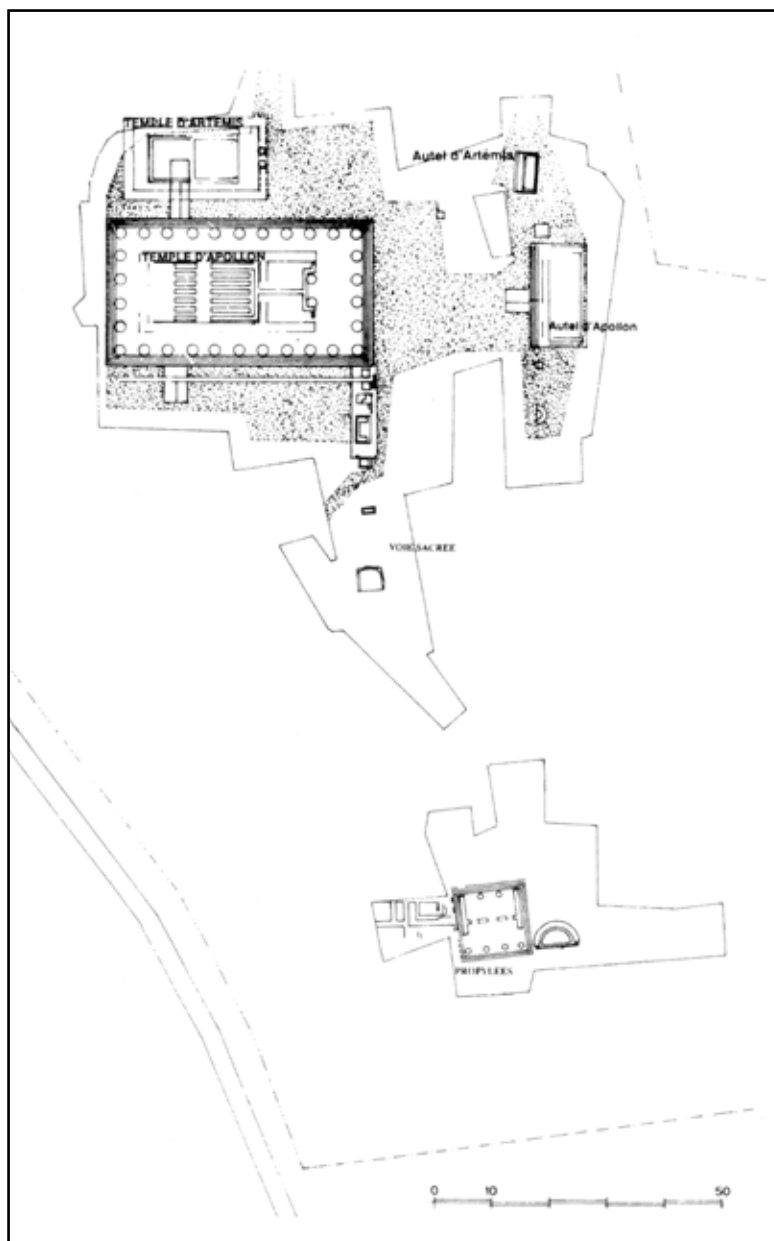 TEMPLE D'ARTEMIS
Autel d'Artémis
TEMPLE D'APOLLON
Autel d'Apollon
VOIE SACREE
PROPYLEES
0 10 50